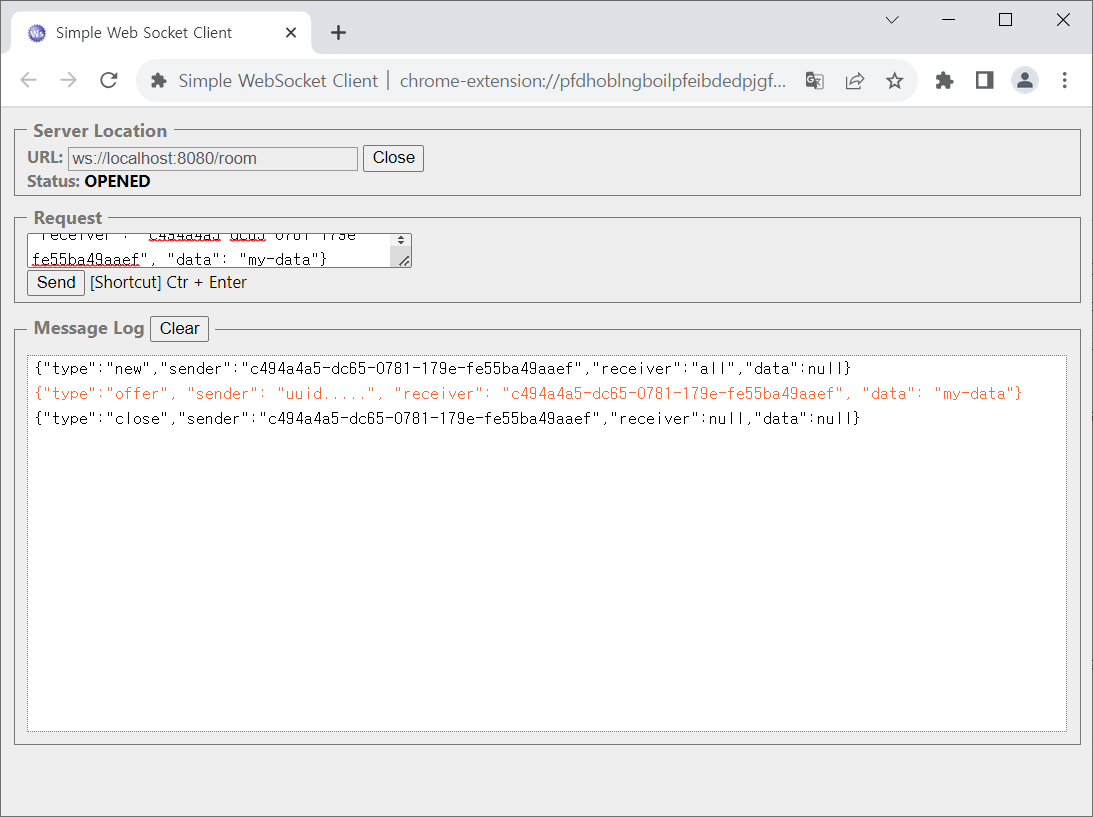 Simple Web Socket Client
Simple WebSocket Client | chrome-extension://pfdhoblngboilpfeibdedpjgf...
Server Location
URL: ws://localhost:8080/room Close
Status: OPENED
Request
"receiver": "c494a4a5-dc65-0781-179e-
fe55ba49aaef", "data": "my-data"}
Send [Shortcut] Ctr + Enter
Message Log Clear
{"type":"new","sender":"c494a4a5-dc65-0781-179e-fe55ba49aaef","receiver":"all","data":null}
{"type":"offer", "sender": "uuid.....", "receiver": "c494a4a5-dc65-0781-179e-fe55ba49aaef", "data": "my-data"}
{"type":"close","sender":"c494a4a5-dc65-0781-179e-fe55ba49aaef","receiver":null,"data":null}